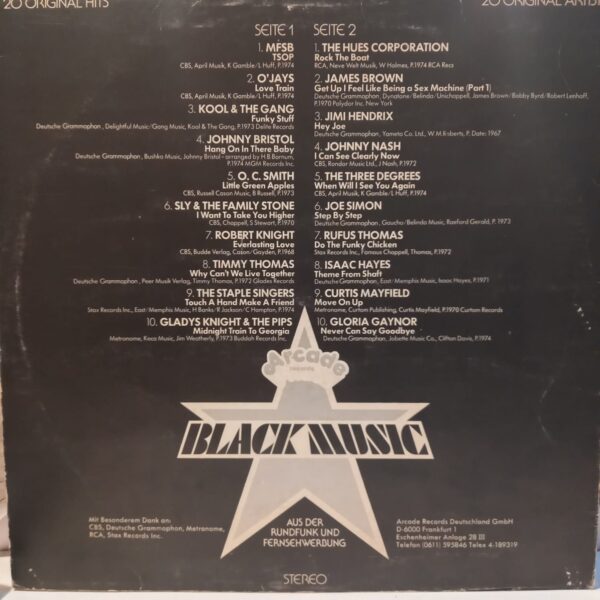 20 ORIGINAL HITS
20 ORIGINAL ARTIST
SEITE 1
1. MFSB
TSOP
CBS, April Music, K Gamble/L Huff, P.1974
2. O'JAYS
Love Train
CBS, April Music, K Gamble/L Huff, P.1974
3. KOOL & THE GANG
Funky Stuff
Deutsche Grammophon, Delightful Music/Gang Music, Kool & The Gang, P.1973 Delite Records
4. JOHNNY BRISTOL
Hang On In There Baby
Deutsche Grammophon, Bushka Music, Johnny Bristol - arranged by H B Barnum,
P.1974 MGM Records Inc.
5. O. C. SMITH
Little Green Apples
CBS, Russell Cason Music, B Russell, P.1973
6. SLY & THE FAMILY STONE
I Want To Take You Higher
CBS, Chappell, S Stewart, P.1970
7. ROBERT KNIGHT
Everlasting Love
CBS, Budde Verlag, Cason/Gayden, P.1968
8. TIMMY THOMAS
Why Can't We Live Together
Deutsche Grammophon, Peer Musik Verlag, Timmy Thomas, P.1972 Glades Records
9. THE STAPLE SINGERS
Touch A Hand Make A Friend
Stax Records Inc., East/Memphis Music, H Banks/R Jackson/C Hampton, P.1974
10. GLADYS KNIGHT & THE PIPS
Midnight Train To Georgia
Metronome, Keca Music, Jim Weatherly, P.1973 Buddah Records Inc.
SEITE 2
1. THE HUES CORPORATION
Rock The Boat
RCA, Neue Welt Musik, W Holmes, P.1974 RCA Recs
2. JAMES BROWN
Get Up I Feel Like Being a Sex Machine (Part 1)
Deutsche Grammophon, Dynatone/Belinda/Unichappell, James Brown/Bobby Byrd/Robert Lenhoff,
P.1970 Polydor Inc, New York
3. JIMI HENDRIX
Hey Joe
Deutsche Grammophon, Yameta Co. Ltd., W.M.Roberts, P. Date: 1967
4. JOHNNY NASH
I Can See Clearly Now
CBS, Rondor Music Ltd., J Nash, P.1972
5. THE THREE DEGREES
When Will I See You Again
CBS, April Music, K Gamble/L Huff, P.1974
6. JOE SIMON
Step By Step
Deutsche Grammophon, Gaucho/Belinda Music, Raeford Gerald, P. 1973
7. RUFUS THOMAS
Do The Funky Chicken
Stax Records Inc., Famous Chappell, Thomas, P.1972
8. ISAAC HAYES
Theme From Shaft
Deutsche Grammophon, East/Memphis Music, Isaac Hayes, P.1971
9. CURTIS MAYFIELD
Move On Up
Metronome, Curtom Publishing, Curtis Mayfield, P.1970 Curtom Records
10. GLORIA GAYNOR
Never Can Say Goodbye
Deutsche Grammophon, Jobette Music Co., Clifton Davis, P.1974
Arcade
records
BLACK MUSIC
Mit Besonderem Dank an:
CBS, Deutsche Grammophon, Metronome,
RCA, Stax Records Inc.
AUS DER
RUNDFUNK UND
FERNSEHWERBUNG
Arcade Records Deutschland GmbH
D-6000 Frankfurt 1
Eschenheimer Anlage 28 III
Telefon (0611) 595846 Telex 4-189319
STEREO